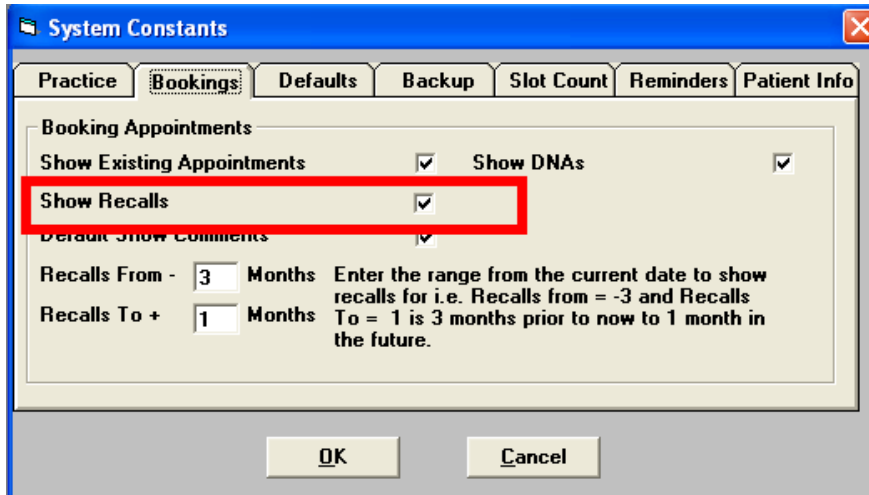 System Constants
Practice Bookings Defaults Backup Slot Count Reminders Patient Info
Booking Appointments
Show Existing Appointments Show DNAs
Show Recalls
Default Show Comments
Recalls From - 3 Months Enter the range from the current date to show
recalls for i.e. Recalls from = -3 and Recalls
Recalls To + 1 Months To = 1 is 3 months prior to now to 1 month in
the future.
OK Cancel